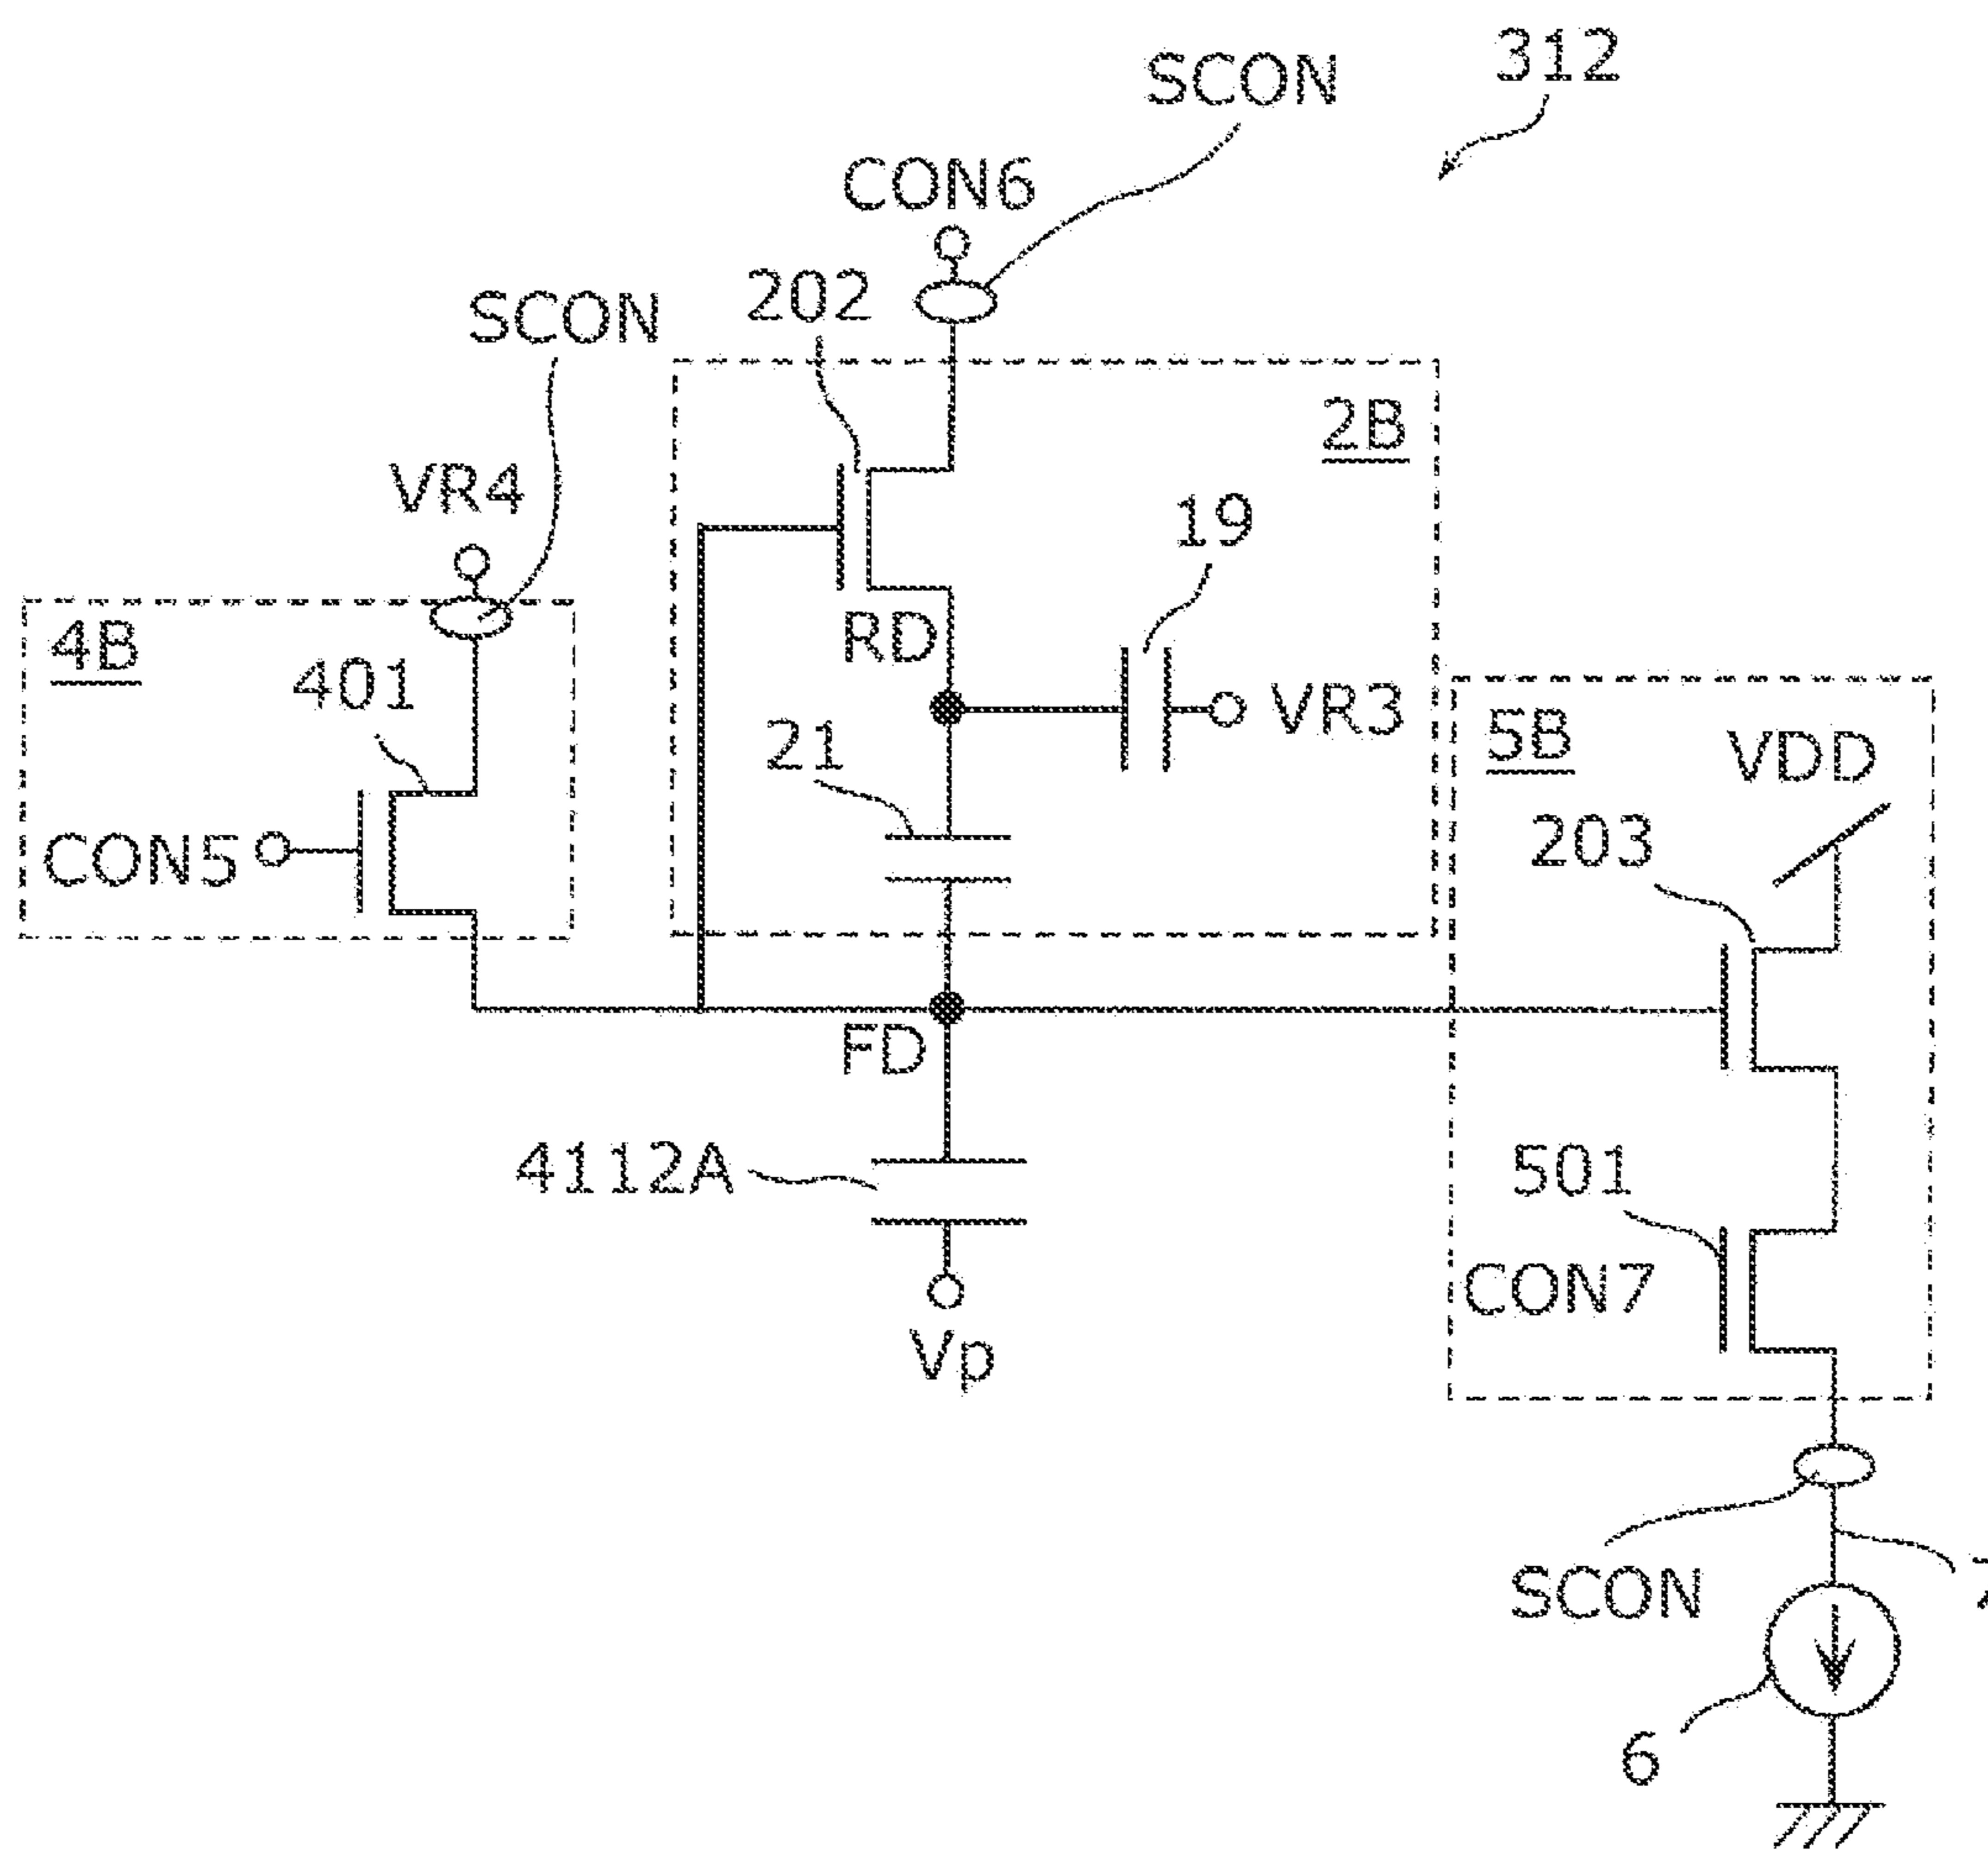 312
SCON
CON6
202
SCON
2B
VR4
19
4B
RD
401
VR3
5B
VDD
21
203
CON5
FD
4112A
501
CON7
Vp
SCON
7
6